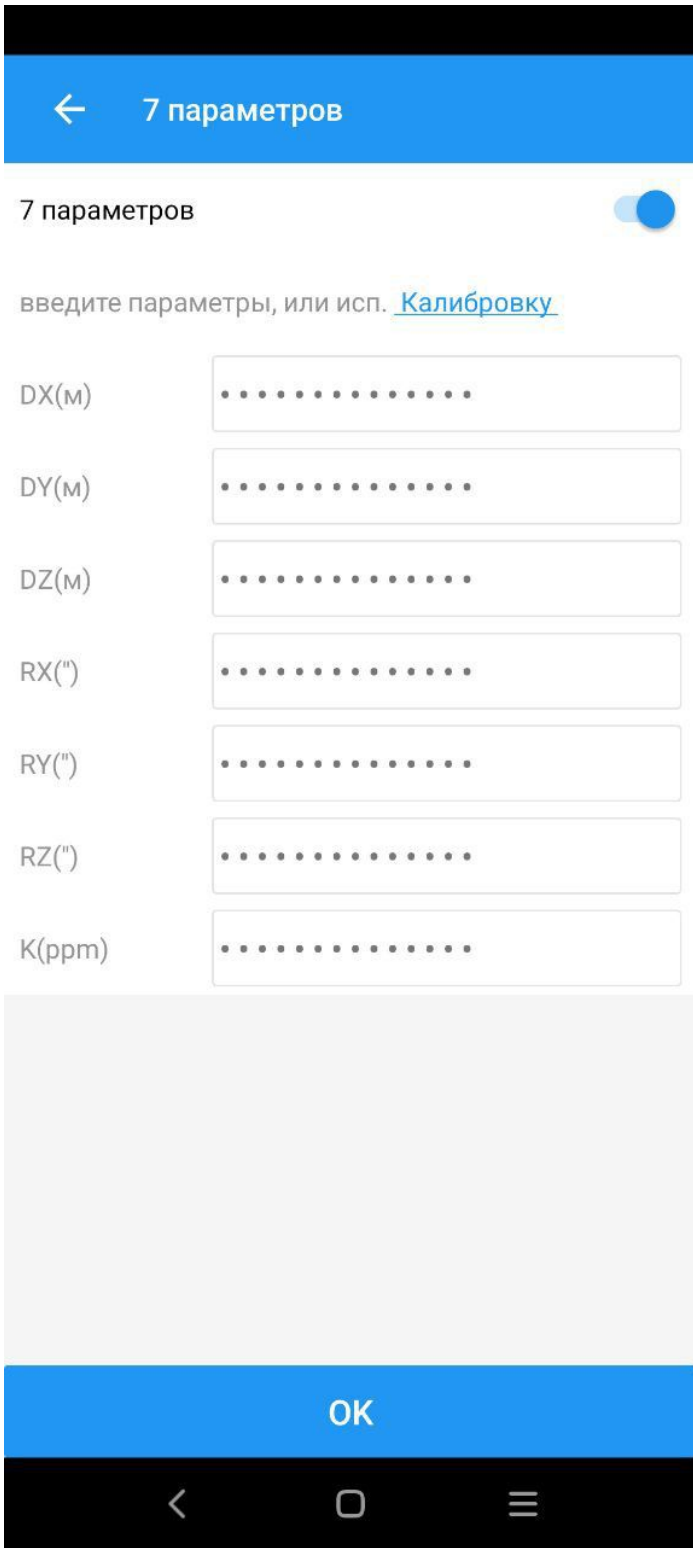 7 параметров
7 параметров
введите параметры, или исп. Калибровку
DX(м) ••••••••••••••
DY(м) ••••••••••••••
DZ(м) ••••••••••••••
RX(") ••••••••••••••
RY(") ••••••••••••••
RZ(") ••••••••••••••
K(ppm) ••••••••••••••
OK